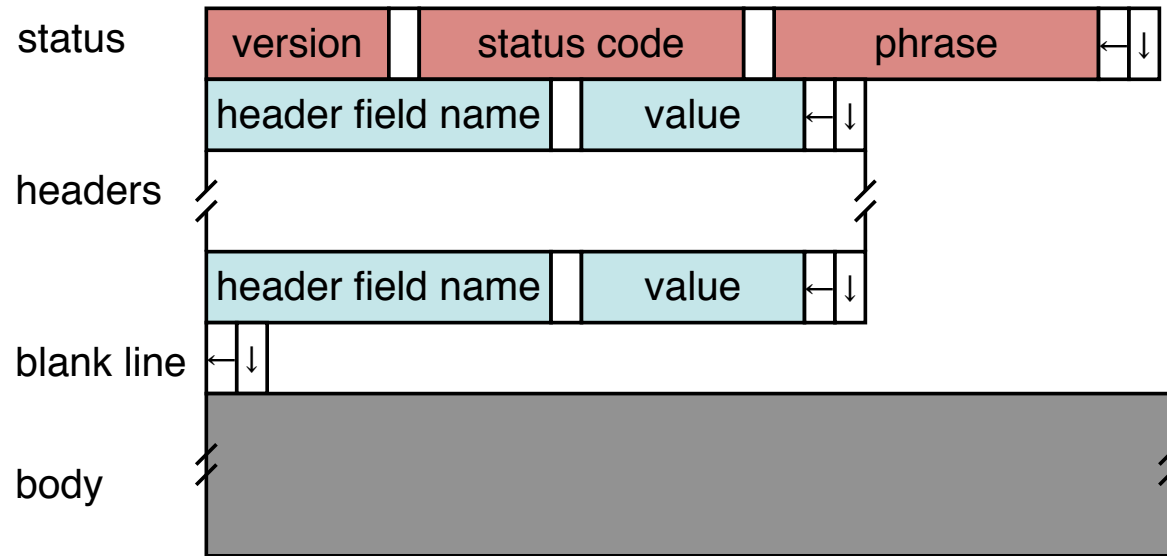 status version status code phrase ← ↓
header field name value ← ↓
headers
header field name value ← ↓
blank line ← ↓
body